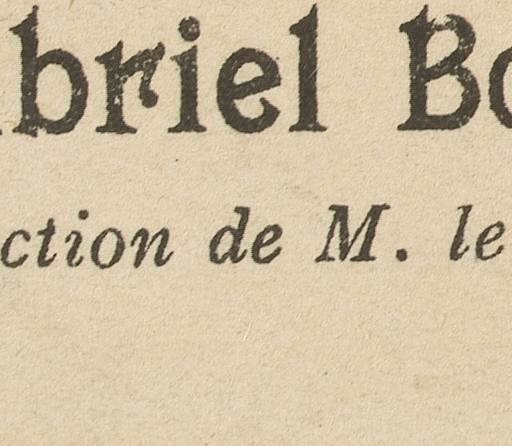 briel Bo
ction de M. le